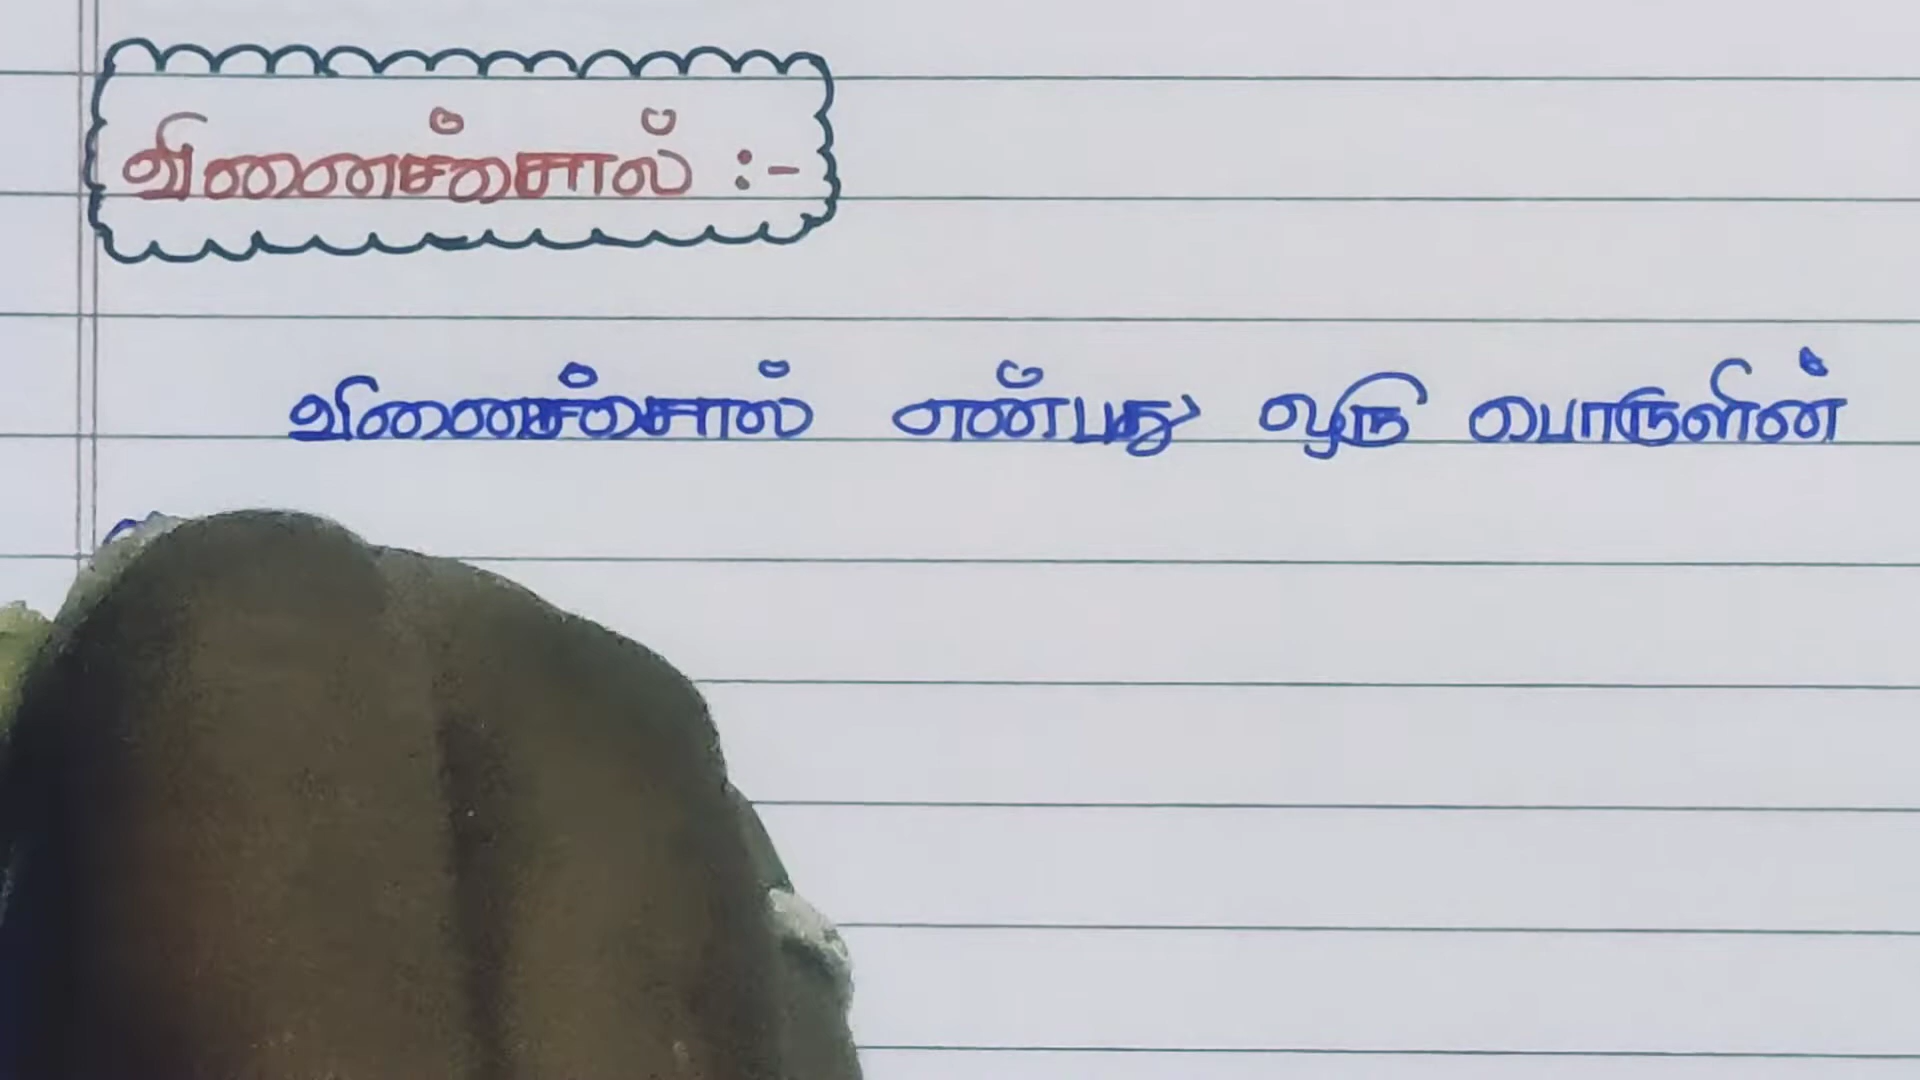 வினைச்சொல் :-
வினைச்சொல் என்பது ஒரு பொருளின்